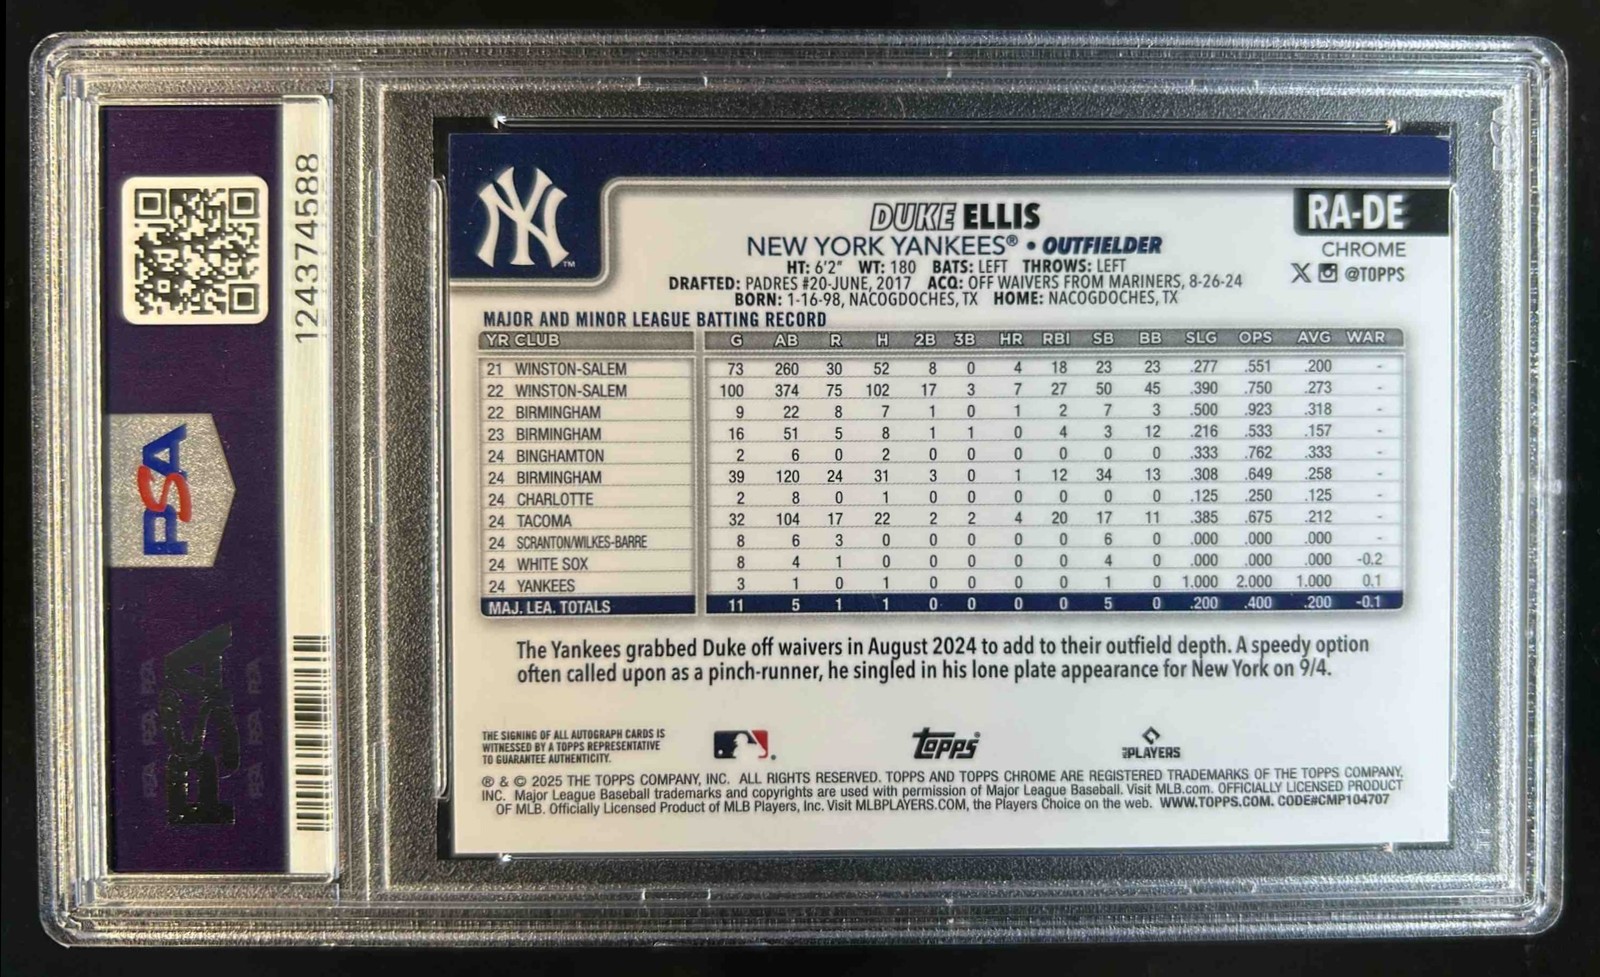 124374588
PSA
PSA
NY
TM
DUKE ELLIS
NEW YORK YANKEES® • OUTFIELDER
HT: 6'2" WT: 180 BATS: LEFT THROWS: LEFT
DRAFTED: PADRES #20-JUNE, 2017 ACQ: OFF WAIVERS FROM MARINERS, 8-26-24
BORN: 1-16-98, NACOGDOCHES, TX HOME: NACOGDOCHES, TX
RA-DE
CHROME
X @TOPPS
MAJOR AND MINOR LEAGUE BATTING RECORD
YR CLUB G AB R H 2B 3B HR RBI SB BB SLG OPS AVG WAR
21 WINSTON-SALEM 73 260 30 52 8 0 4 18 23 23 .277 .551 .200 -
22 WINSTON-SALEM 100 374 75 102 17 3 7 27 50 45 .390 .750 .273 -
22 BIRMINGHAM 9 22 8 7 1 0 1 2 7 3 .500 .923 .318 -
23 BIRMINGHAM 16 51 5 8 1 1 0 4 3 12 .216 .533 .157 -
24 BINGHAMTON 2 6 0 2 0 0 0 0 0 0 .333 .762 .333 -
24 BIRMINGHAM 39 120 24 31 3 0 1 12 34 13 .308 .649 .258 -
24 CHARLOTTE 2 8 0 1 0 0 0 0 0 0 .125 .250 .125 -
24 TACOMA 32 104 17 22 2 2 4 20 17 11 .385 .675 .212 -
24 SCRANTON/WILKES-BARRE 8 6 3 0 0 0 0 0 6 0 .000 .000 .000 -
24 WHITE SOX 8 4 1 0 0 0 0 0 4 0 .000 .000 .000 -0.2
24 YANKEES 3 1 0 1 0 0 0 0 1 0 1.000 2.000 1.000 0.1
MAJ. LEA. TOTALS 11 5 1 1 0 0 0 0 5 0 .200 .400 .200 -0.1
The Yankees grabbed Duke off waivers in August 2024 to add to their outfield depth. A speedy option
often called upon as a pinch-runner, he singled in his lone plate appearance for New York on 9/4.
THE SIGNING OF ALL AUTOGRAPH CARDS IS
WITNESSED BY A TOPPS REPRESENTATIVE
TO GUARANTEE AUTHENTICITY.
Topps
MLB PLAYERS
® & © 2025 THE TOPPS COMPANY, INC. ALL RIGHTS RESERVED. TOPPS AND TOPPS CHROME ARE REGISTERED TRADEMARKS OF THE TOPPS COMPANY,
INC. Major League Baseball trademarks and copyrights are used with permission of Major League Baseball. Visit MLB.com. OFFICIALLY LICENSED PRODUCT
OF MLB. Officially Licensed Product of MLB Players, Inc. Visit MLBPLAYERS.COM, the Players Choice on the web. WWW.TOPPS.COM. CODE#CMP104707